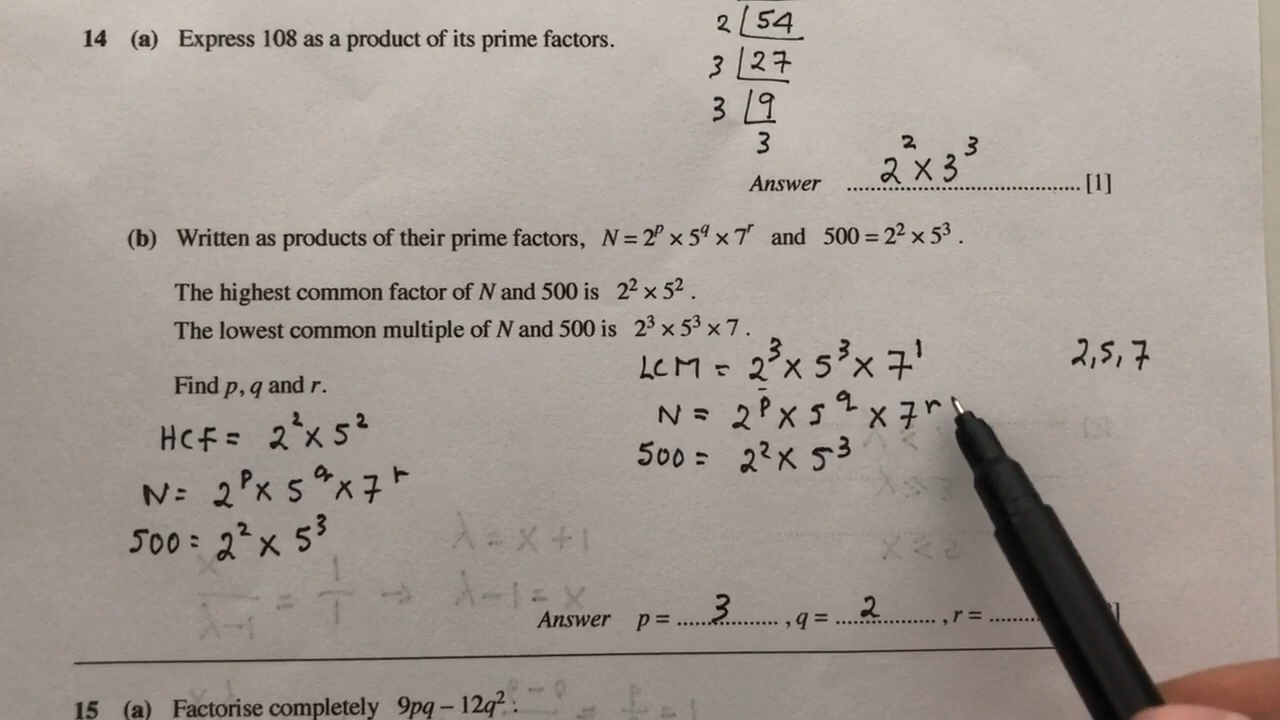 14 (a) Express 108 as a product of its prime factors.
2 54
3 27
3 9
3
Answer 2² × 3³ [1]
(b) Written as products of their prime factors, N = 2ᵖ × 5^q × 7ʳ and 500 = 2² × 5³ .
The highest common factor of N and 500 is 2² × 5² .
The lowest common multiple of N and 500 is 2³ × 5³ × 7 .
LCM = 2³ × 5³ × 7¹ 2,5,7
Find p, q and r.
N = 2ᵖ × 5^q × 7ʳ
HCF = 2² × 5²
500 = 2² × 5³
N = 2ᵖ × 5^q × 7ʳ
500 = 2² × 5³
Answer p = 3 , q = 2 , r =
15 (a) Factorise completely 9pq – 12q² .